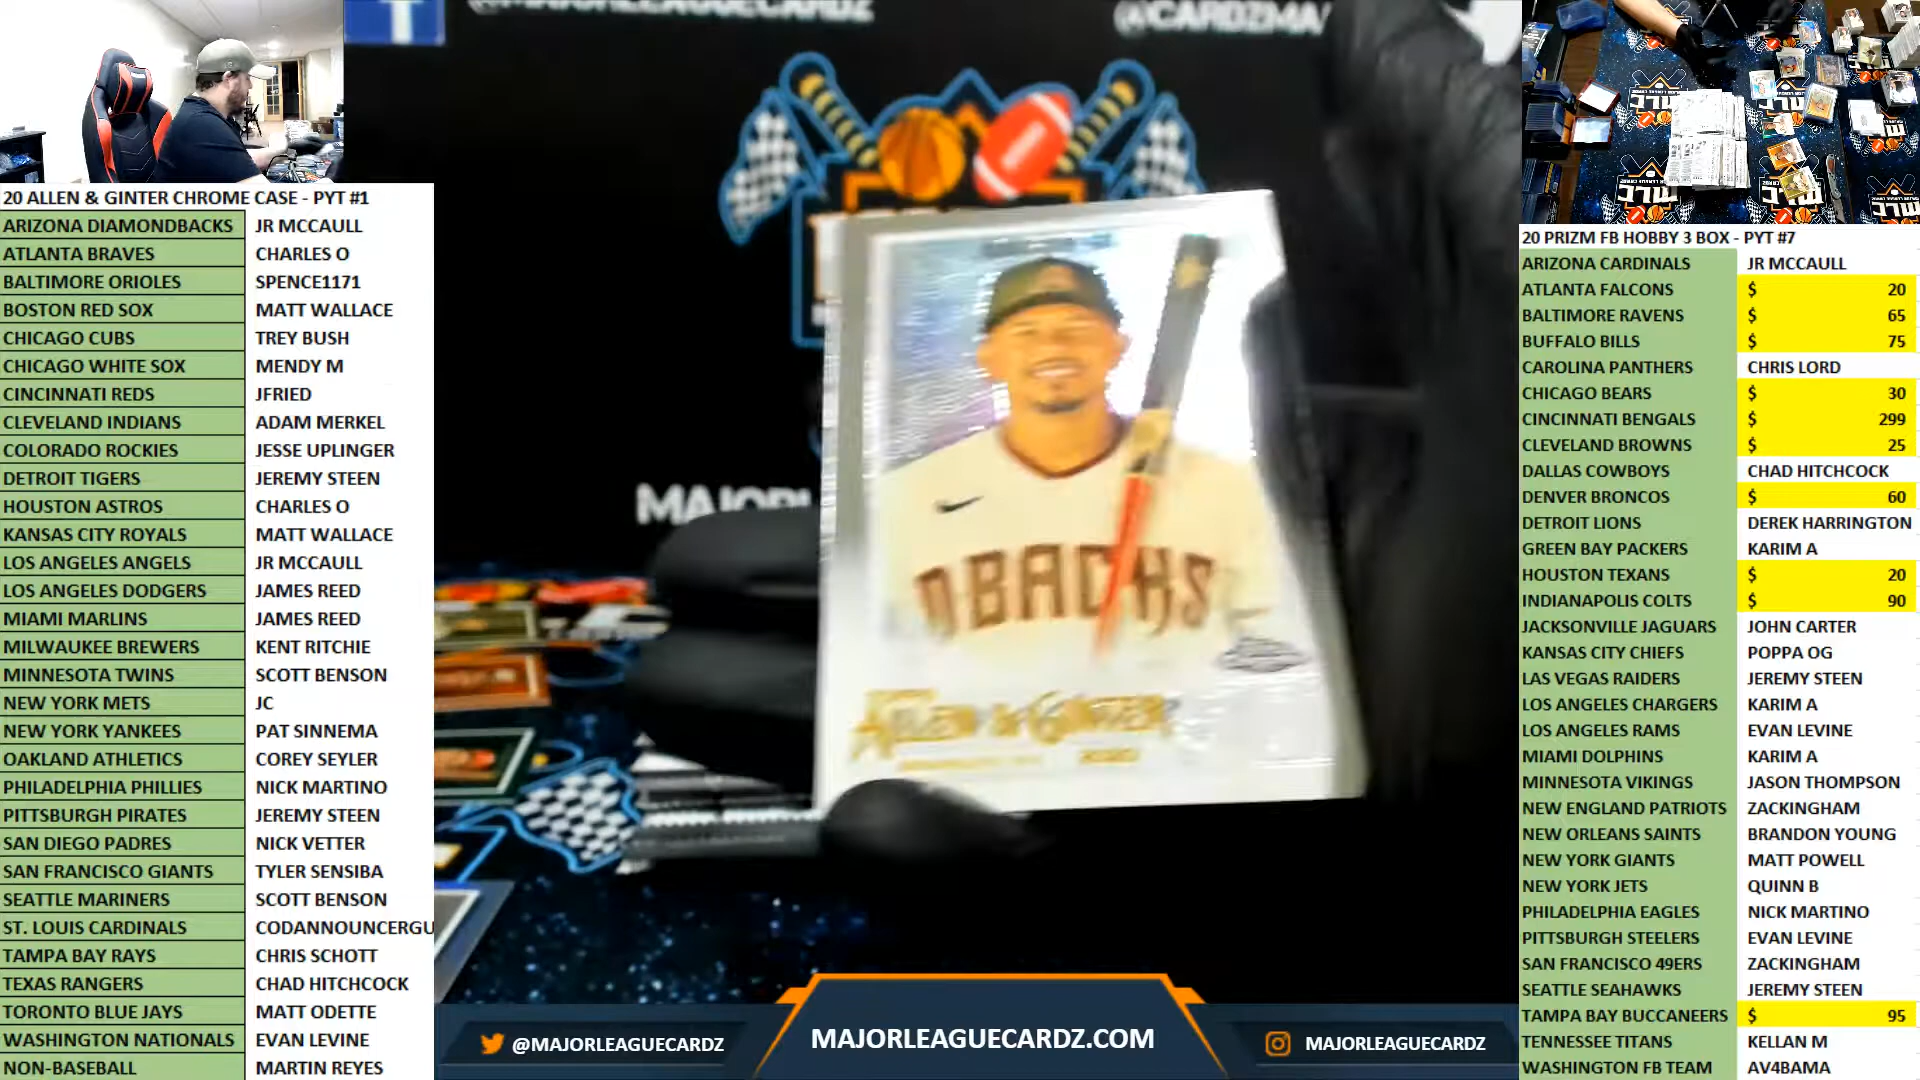 @MAJORLEAGUECARDZ
20 ALLEN & GINTER CHROME CASE - PYT #1
ARIZONA DIAMONDBACKS JR MCCAULL
ATLANTA BRAVES CHARLES O
BALTIMORE ORIOLES SPENCE1171
BOSTON RED SOX MATT WALLACE
CHICAGO CUBS TREY BUSH
CHICAGO WHITE SOX MENDY M
CINCINNATI REDS JFRIED
CLEVELAND INDIANS ADAM MERKEL
COLORADO ROCKIES JESSE UPLINGER
DETROIT TIGERS JEREMY STEEN
HOUSTON ASTROS CHARLES O
KANSAS CITY ROYALS MATT WALLACE
LOS ANGELES ANGELS JR MCCAULL
LOS ANGELES DODGERS JAMES REED
MIAMI MARLINS JAMES REED
MILWAUKEE BREWERS KENT RITCHIE
MINNESOTA TWINS SCOTT BENSON
NEW YORK METS JC
NEW YORK YANKEES PAT SINNEMA
OAKLAND ATHLETICS COREY SEYLER
PHILADELPHIA PHILLIES NICK MARTINO
PITTSBURGH PIRATES JEREMY STEEN
SAN DIEGO PADRES NICK VETTER
SAN FRANCISCO GIANTS TYLER SENSIBA
SEATTLE MARINERS SCOTT BENSON
ST. LOUIS CARDINALS CODANNOUNCERGU
TAMPA BAY RAYS CHRIS SCHOTT
TEXAS RANGERS CHAD HITCHCOCK
TORONTO BLUE JAYS MATT ODETTE
WASHINGTON NATIONALS EVAN LEVINE
NON-BASEBALL MARTIN REYES
@CARDZMA
MAJORL
DBACKS
ALLEN & GINTER
@MAJORLEAGUECARDZ
MAJORLEAGUECARDZ.COM
MAJORLEAGUECARDZ
20 PRIZM FB HOBBY 3 BOX - PYT #7
ARIZONA CARDINALS JR MCCAULL
ATLANTA FALCONS $ 20
BALTIMORE RAVENS $ 65
BUFFALO BILLS $ 75
CAROLINA PANTHERS CHRIS LORD
CHICAGO BEARS $ 30
CINCINNATI BENGALS $ 299
CLEVELAND BROWNS $ 25
DALLAS COWBOYS CHAD HITCHCOCK
DENVER BRONCOS $ 60
DETROIT LIONS DEREK HARRINGTON
GREEN BAY PACKERS KARIM A
HOUSTON TEXANS $ 20
INDIANAPOLIS COLTS $ 90
JACKSONVILLE JAGUARS JOHN CARTER
KANSAS CITY CHIEFS POPPA OG
LAS VEGAS RAIDERS JEREMY STEEN
LOS ANGELES CHARGERS KARIM A
LOS ANGELES RAMS EVAN LEVINE
MIAMI DOLPHINS KARIM A
MINNESOTA VIKINGS JASON THOMPSON
NEW ENGLAND PATRIOTS ZACKINGHAM
NEW ORLEANS SAINTS BRANDON YOUNG
NEW YORK GIANTS MATT POWELL
NEW YORK JETS QUINN B
PHILADELPHIA EAGLES NICK MARTINO
PITTSBURGH STEELERS EVAN LEVINE
SAN FRANCISCO 49ERS ZACKINGHAM
SEATTLE SEAHAWKS JEREMY STEEN
TAMPA BAY BUCCANEERS $ 95
TENNESSEE TITANS KELLAN M
WASHINGTON FB TEAM AV4BAMA